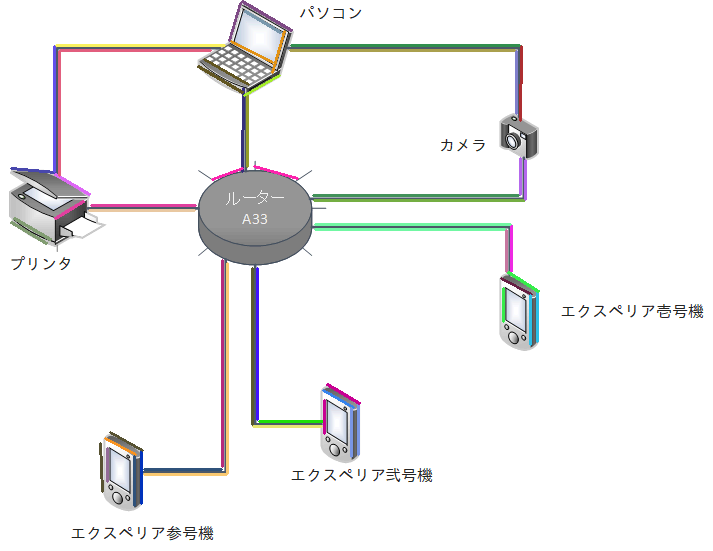 パソコン
カメラ
ルーター
A33
プリンタ
エクスペリア壱号機
エクスペリア弐号機
エクスペリア参号機